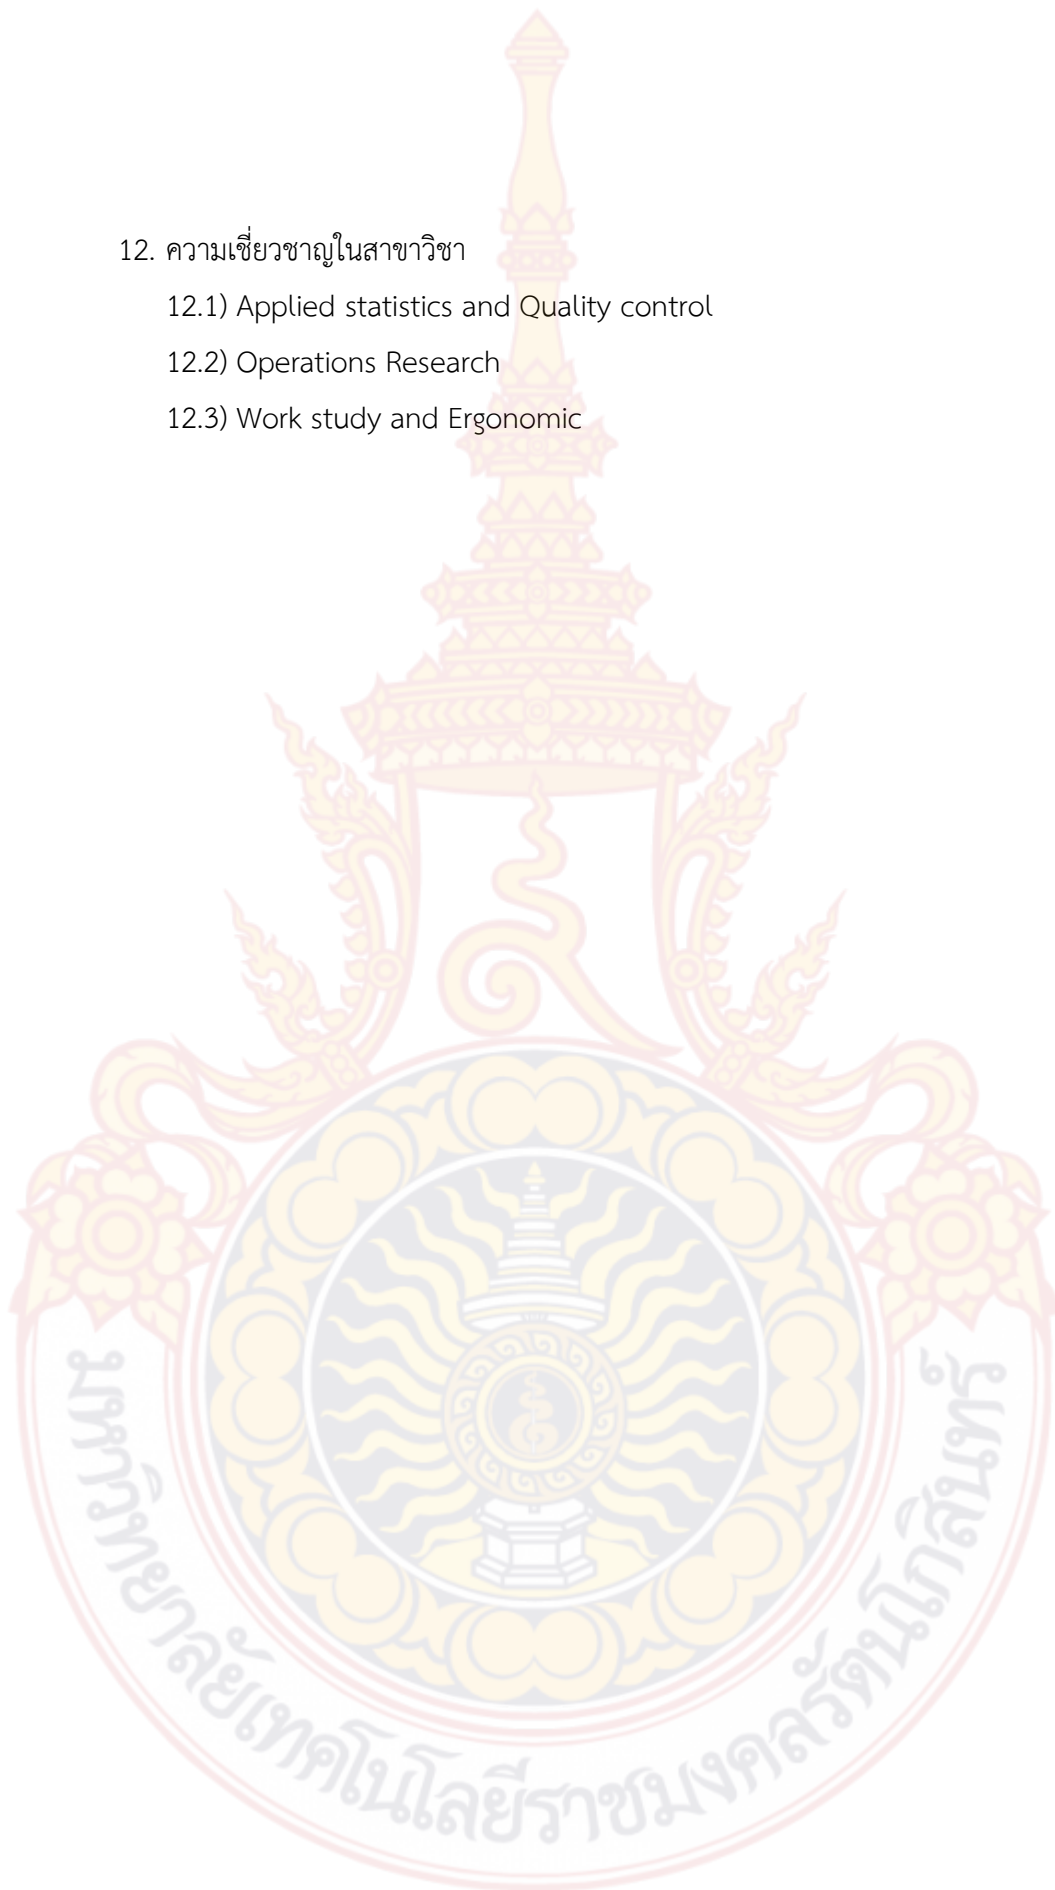 12. ความเชี่ยวชาญในสาขาวิชา
12.1) Applied statistics and Quality control
12.2) Operations Research
12.3) Work study and Ergonomic
มหาวิทยาลัยเทคโนโลยีราชมงคลรัตนโกสินทร์